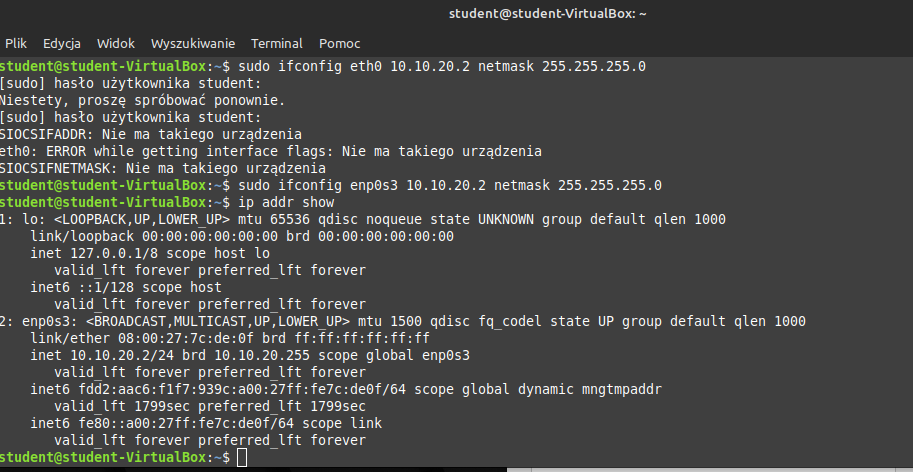 student@student-VirtualBox: ~
Plik Edycja Widok Wyszukiwanie Terminal Pomoc
student@student-VirtualBox:~$ sudo ifconfig eth0 10.10.20.2 netmask 255.255.255.0
[sudo] hasło użytkownika student:
Niestety, proszę spróbować ponownie.
[sudo] hasło użytkownika student:
SIOCSIFADDR: Nie ma takiego urządzenia
eth0: ERROR while getting interface flags: Nie ma takiego urządzenia
SIOCSIFNETMASK: Nie ma takiego urządzenia
student@student-VirtualBox:~$ sudo ifconfig enp0s3 10.10.20.2 netmask 255.255.255.0
student@student-VirtualBox:~$ ip addr show
1: lo: <LOOPBACK,UP,LOWER_UP> mtu 65536 qdisc noqueue state UNKNOWN group default qlen 1000
    link/loopback 00:00:00:00:00:00 brd 00:00:00:00:00:00
    inet 127.0.0.1/8 scope host lo
       valid_lft forever preferred_lft forever
    inet6 ::1/128 scope host
       valid_lft forever preferred_lft forever
2: enp0s3: <BROADCAST,MULTICAST,UP,LOWER_UP> mtu 1500 qdisc fq_codel state UP group default qlen 1000
    link/ether 08:00:27:7c:de:0f brd ff:ff:ff:ff:ff:ff
    inet 10.10.20.2/24 brd 10.10.20.255 scope global enp0s3
       valid_lft forever preferred_lft forever
    inet6 fdd2:aac6:f1f7:939c:a00:27ff:fe7c:de0f/64 scope global dynamic mngtmpaddr
       valid_lft 1799sec preferred_lft 1799sec
    inet6 fe80::a00:27ff:fe7c:de0f/64 scope link
       valid_lft forever preferred_lft forever
student@student-VirtualBox:~$